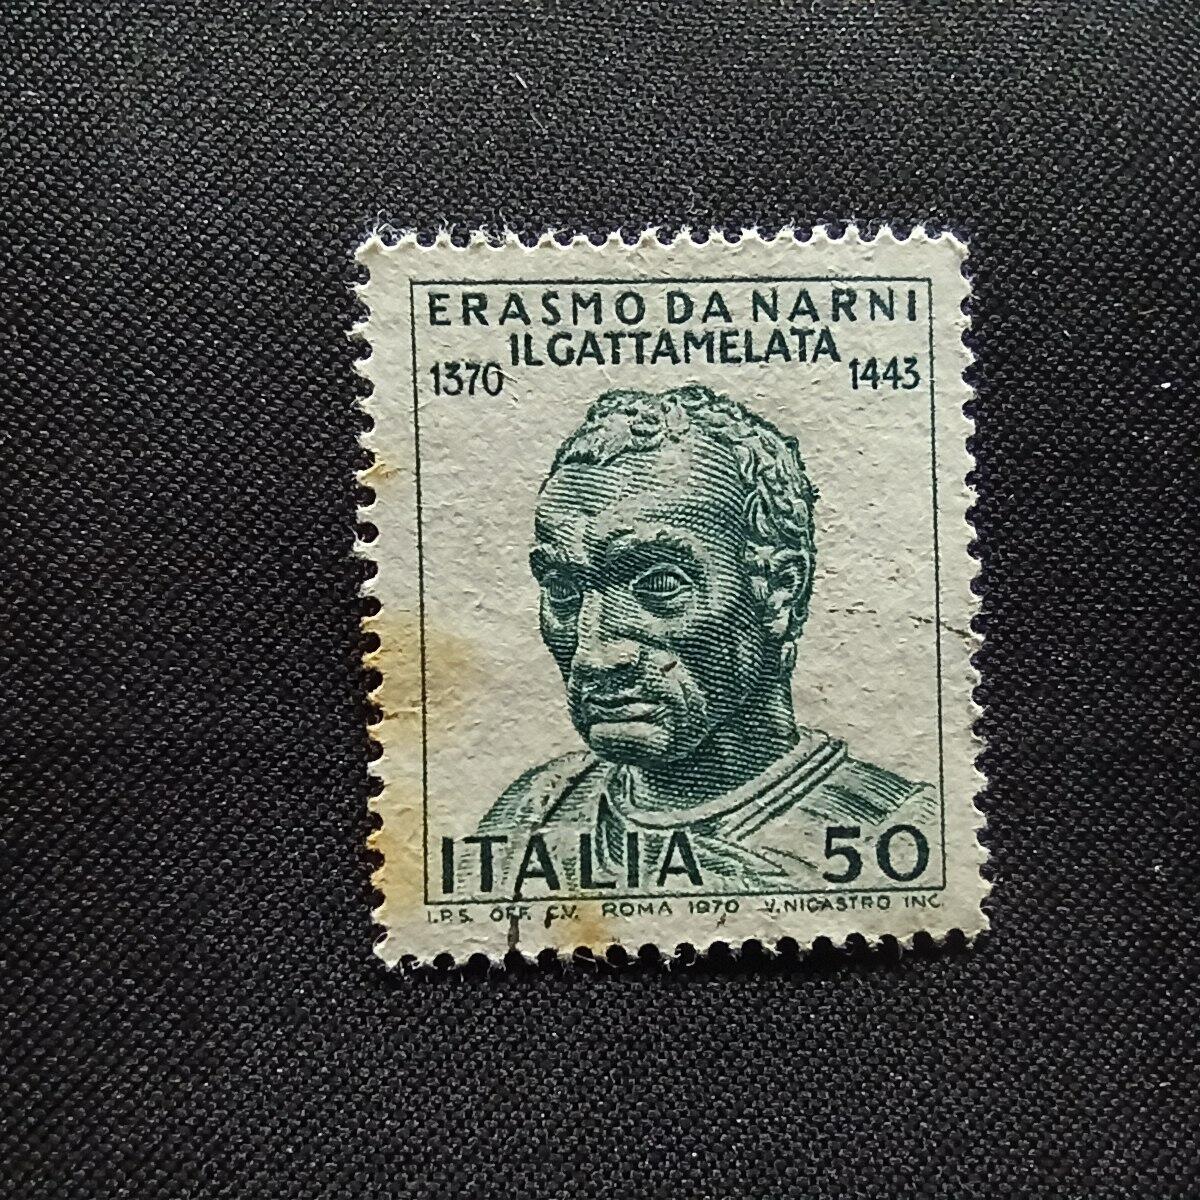 ERASMO DA NARNI
IL GATTAMELATA
1370 1443
ITALIA 50
I.P.S. OFF. C.V. ROMA 1970 V.NICASTRO INC.